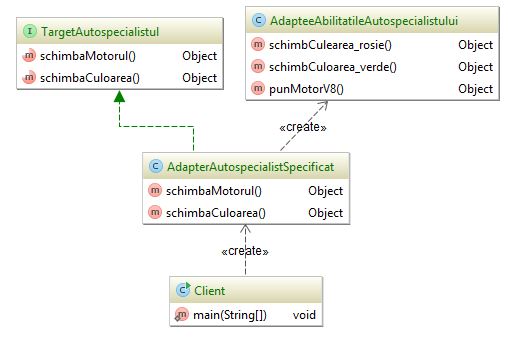 TargetAutospecialistul
schimbaMotorul() Object
schimbaCuloarea() Object
AdapteeAbilitatileAutospecialistului
schimbCulearea_rosie() Object
schimbCuloarea_verde() Object
punMotorV8() Object
«create»
AdapterAutospecialistSpecificat
schimbaMotorul() Object
schimbaCuloarea() Object
«create»
Client
main(String[]) void